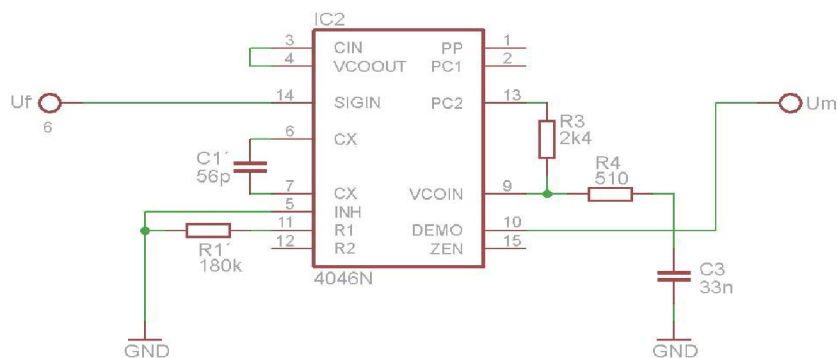 IC2
3 CIN PP 1
4 VCOOUT PC1 2
Uf 14 SIGIN PC2 13 Um
6
R3
2k4
6 CX
C1´
56p
R4
510
7 CX VCOIN 9
5 INH
11 R1 DEMO 10
12 R2 ZEN 15
R1´
180k
4046N
C3
33n
GND GND